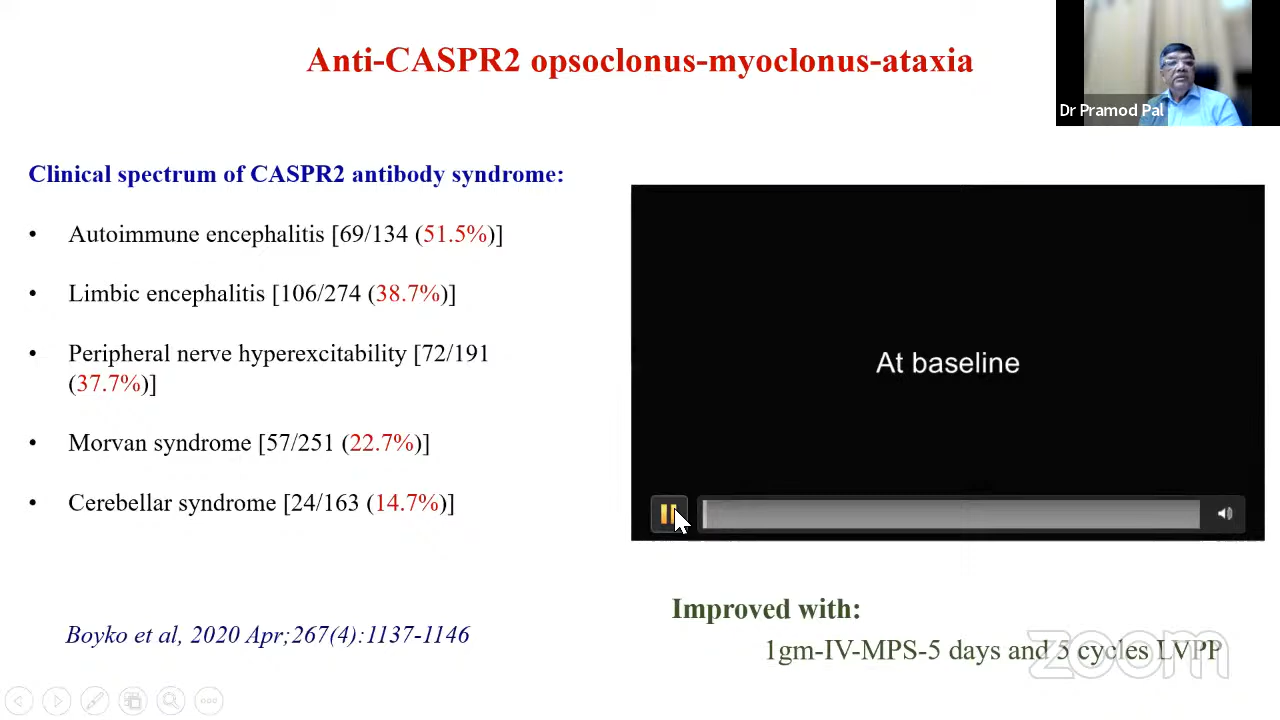 Anti-CASPR2 opsoclonus-myoclonus-ataxia
Dr Pramod Pal
Clinical spectrum of CASPR2 antibody syndrome:
• Autoimmune encephalitis [69/134 (51.5%)]
• Limbic encephalitis [106/274 (38.7%)]
• Peripheral nerve hyperexcitability [72/191
(37.7%)]
• Morvan syndrome [57/251 (22.7%)]
• Cerebellar syndrome [24/163 (14.7%)]
At baseline
Improved with:
1gm-IV-MPS-5 days and 5 cycles LVPP
Boyko et al, 2020 Apr;267(4):1137-1146
zoom